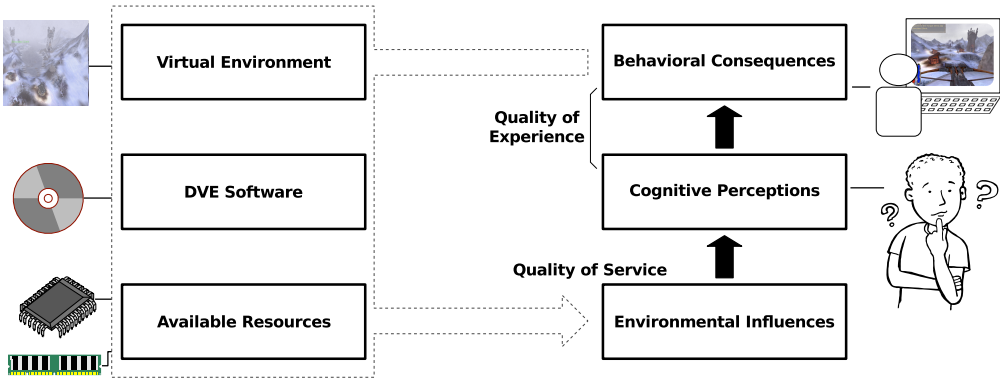 Virtual Environment
Behavioral Consequences
Quality of
Experience
DVE Software
Cognitive Perceptions
Quality of Service
Available Resources
Environmental Influences
?
?